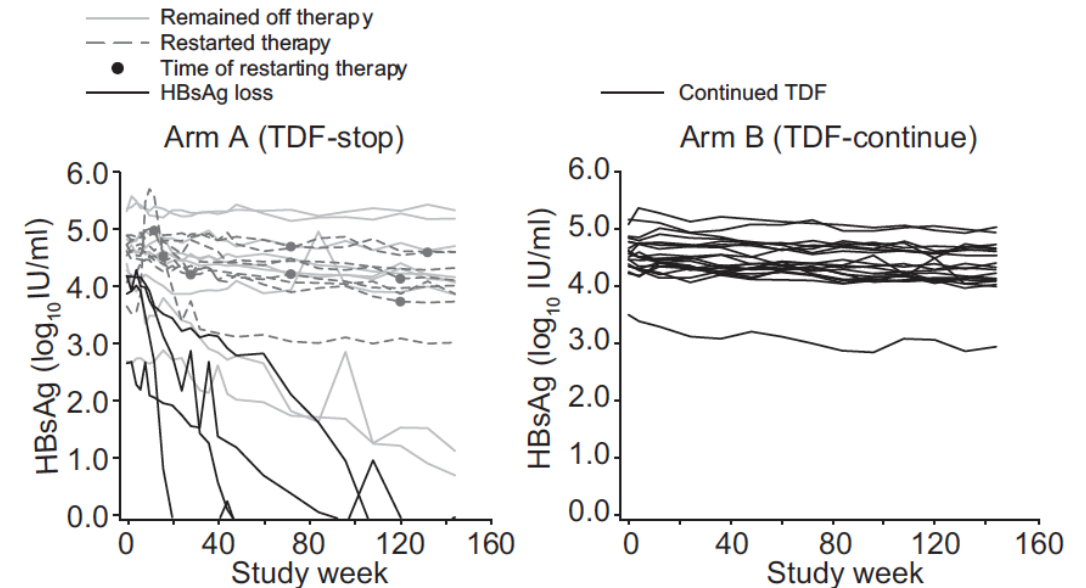 Remained off therapy
Restarted therapy
Time of restarting therapy
HBsAg loss
Continued TDF
Arm A (TDF-stop)
Arm B (TDF-continue)
HBsAg (log10 IU/ml)
6.0
5.0
4.0
3.0
2.0
1.0
0.0
0 40 80 120 160
Study week
HBsAg (log10 IU/ml)
6.0
5.0
4.0
3.0
2.0
1.0
0.0
0 40 80 120 160
Study week